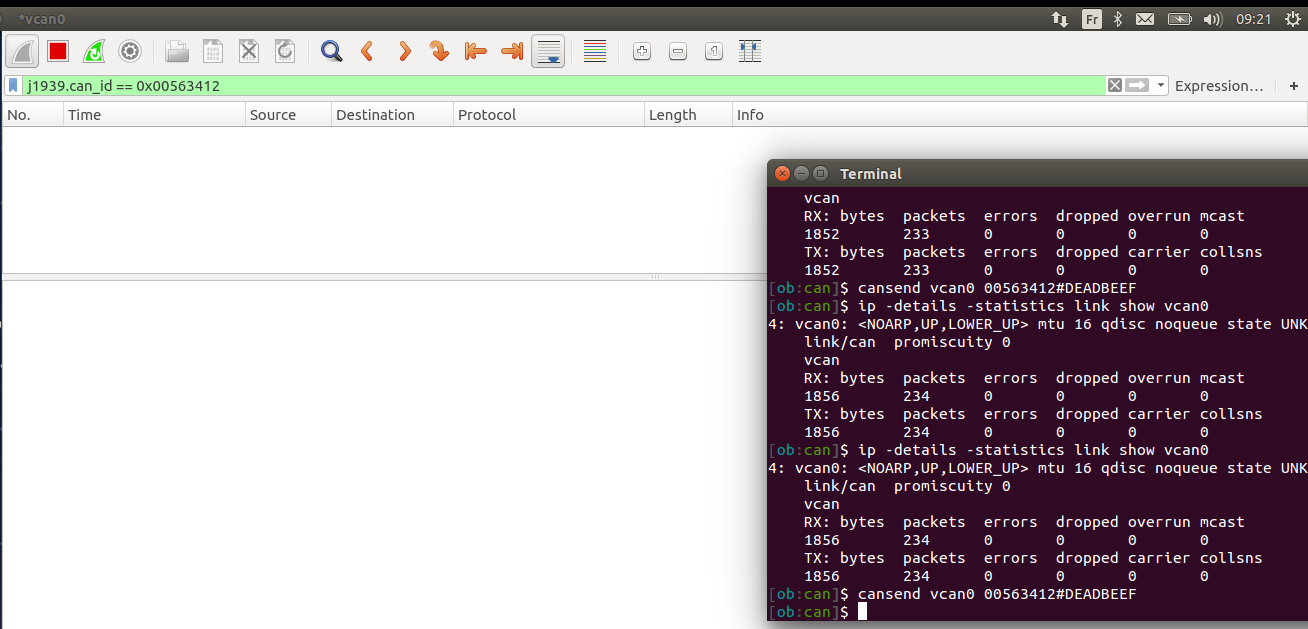 *vcan0
Fr
09:21
j1939.can_id == 0x00563412
Expression…
+
No. Time Source Destination Protocol Length Info
Terminal
vcan
RX: bytes packets errors dropped overrun mcast
1852 233 0 0 0 0
TX: bytes packets errors dropped carrier collsns
1852 233 0 0 0 0
[ob:can]$ cansend vcan0 00563412#DEADBEEF
[ob:can]$ ip -details -statistics link show vcan0
4: vcan0: <NOARP,UP,LOWER_UP> mtu 16 qdisc noqueue state UNK
link/can promiscuity 0
vcan
RX: bytes packets errors dropped overrun mcast
1856 234 0 0 0 0
TX: bytes packets errors dropped carrier collsns
1856 234 0 0 0 0
[ob:can]$ ip -details -statistics link show vcan0
4: vcan0: <NOARP,UP,LOWER_UP> mtu 16 qdisc noqueue state UNK
link/can promiscuity 0
vcan
RX: bytes packets errors dropped overrun mcast
1856 234 0 0 0 0
TX: bytes packets errors dropped carrier collsns
1856 234 0 0 0 0
[ob:can]$ cansend vcan0 00563412#DEADBEEF
[ob:can]$